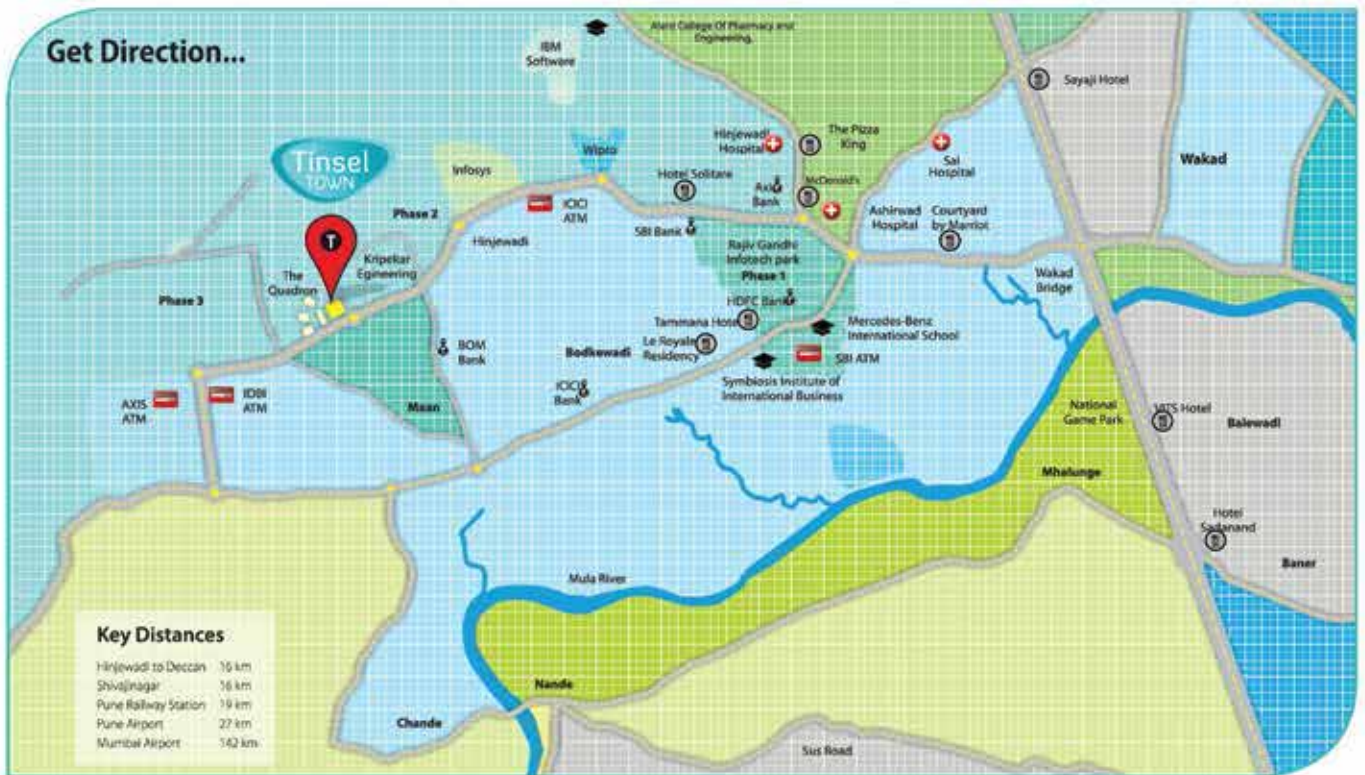 Get Direction...
IBM
Software
Alard College Of Pharmacy and
Engineering,
Sayaji Hotel
Wakad
Tinsel
TOWN
Infosys
Wipro
Hinjewadi
Hospital
The Pizza
King
Sal
Hospital
Hotel Solitare
McDonald's
Axis
Bank
Phase 2
ICICI
ATM
SBI Bank
Ashirwad
Hospital
Courtyard
by Marriot
T
Hinjewadi
Rajiv Gandhi
Infotech park
Phase 1
Kripekar
Egineering
The
Quadron
Phase 3
Wakad
Bridge
HDFC Bank
Tammana Hotel
Mercedes-Benz
International School
BOM
Bank
Bodkewadi
Le Royale
Residency
SBI ATM
Symbiosis Institute of
International Business
ICICI
Bank
AXIS
ATM
IDBI
ATM
Maan
National
Game Park
VITS Hotel
Balewadi
Mhalunge
Hotel
Sadanand
Baner
Mula River
Key Distances
Hinjewadi to Deccan 16 km
Shivajinagar 16 km
Pune Railway Station 19 km
Pune Airport 27 km
Mumbai Airport 142 km
Nande
Chande
Sus Road